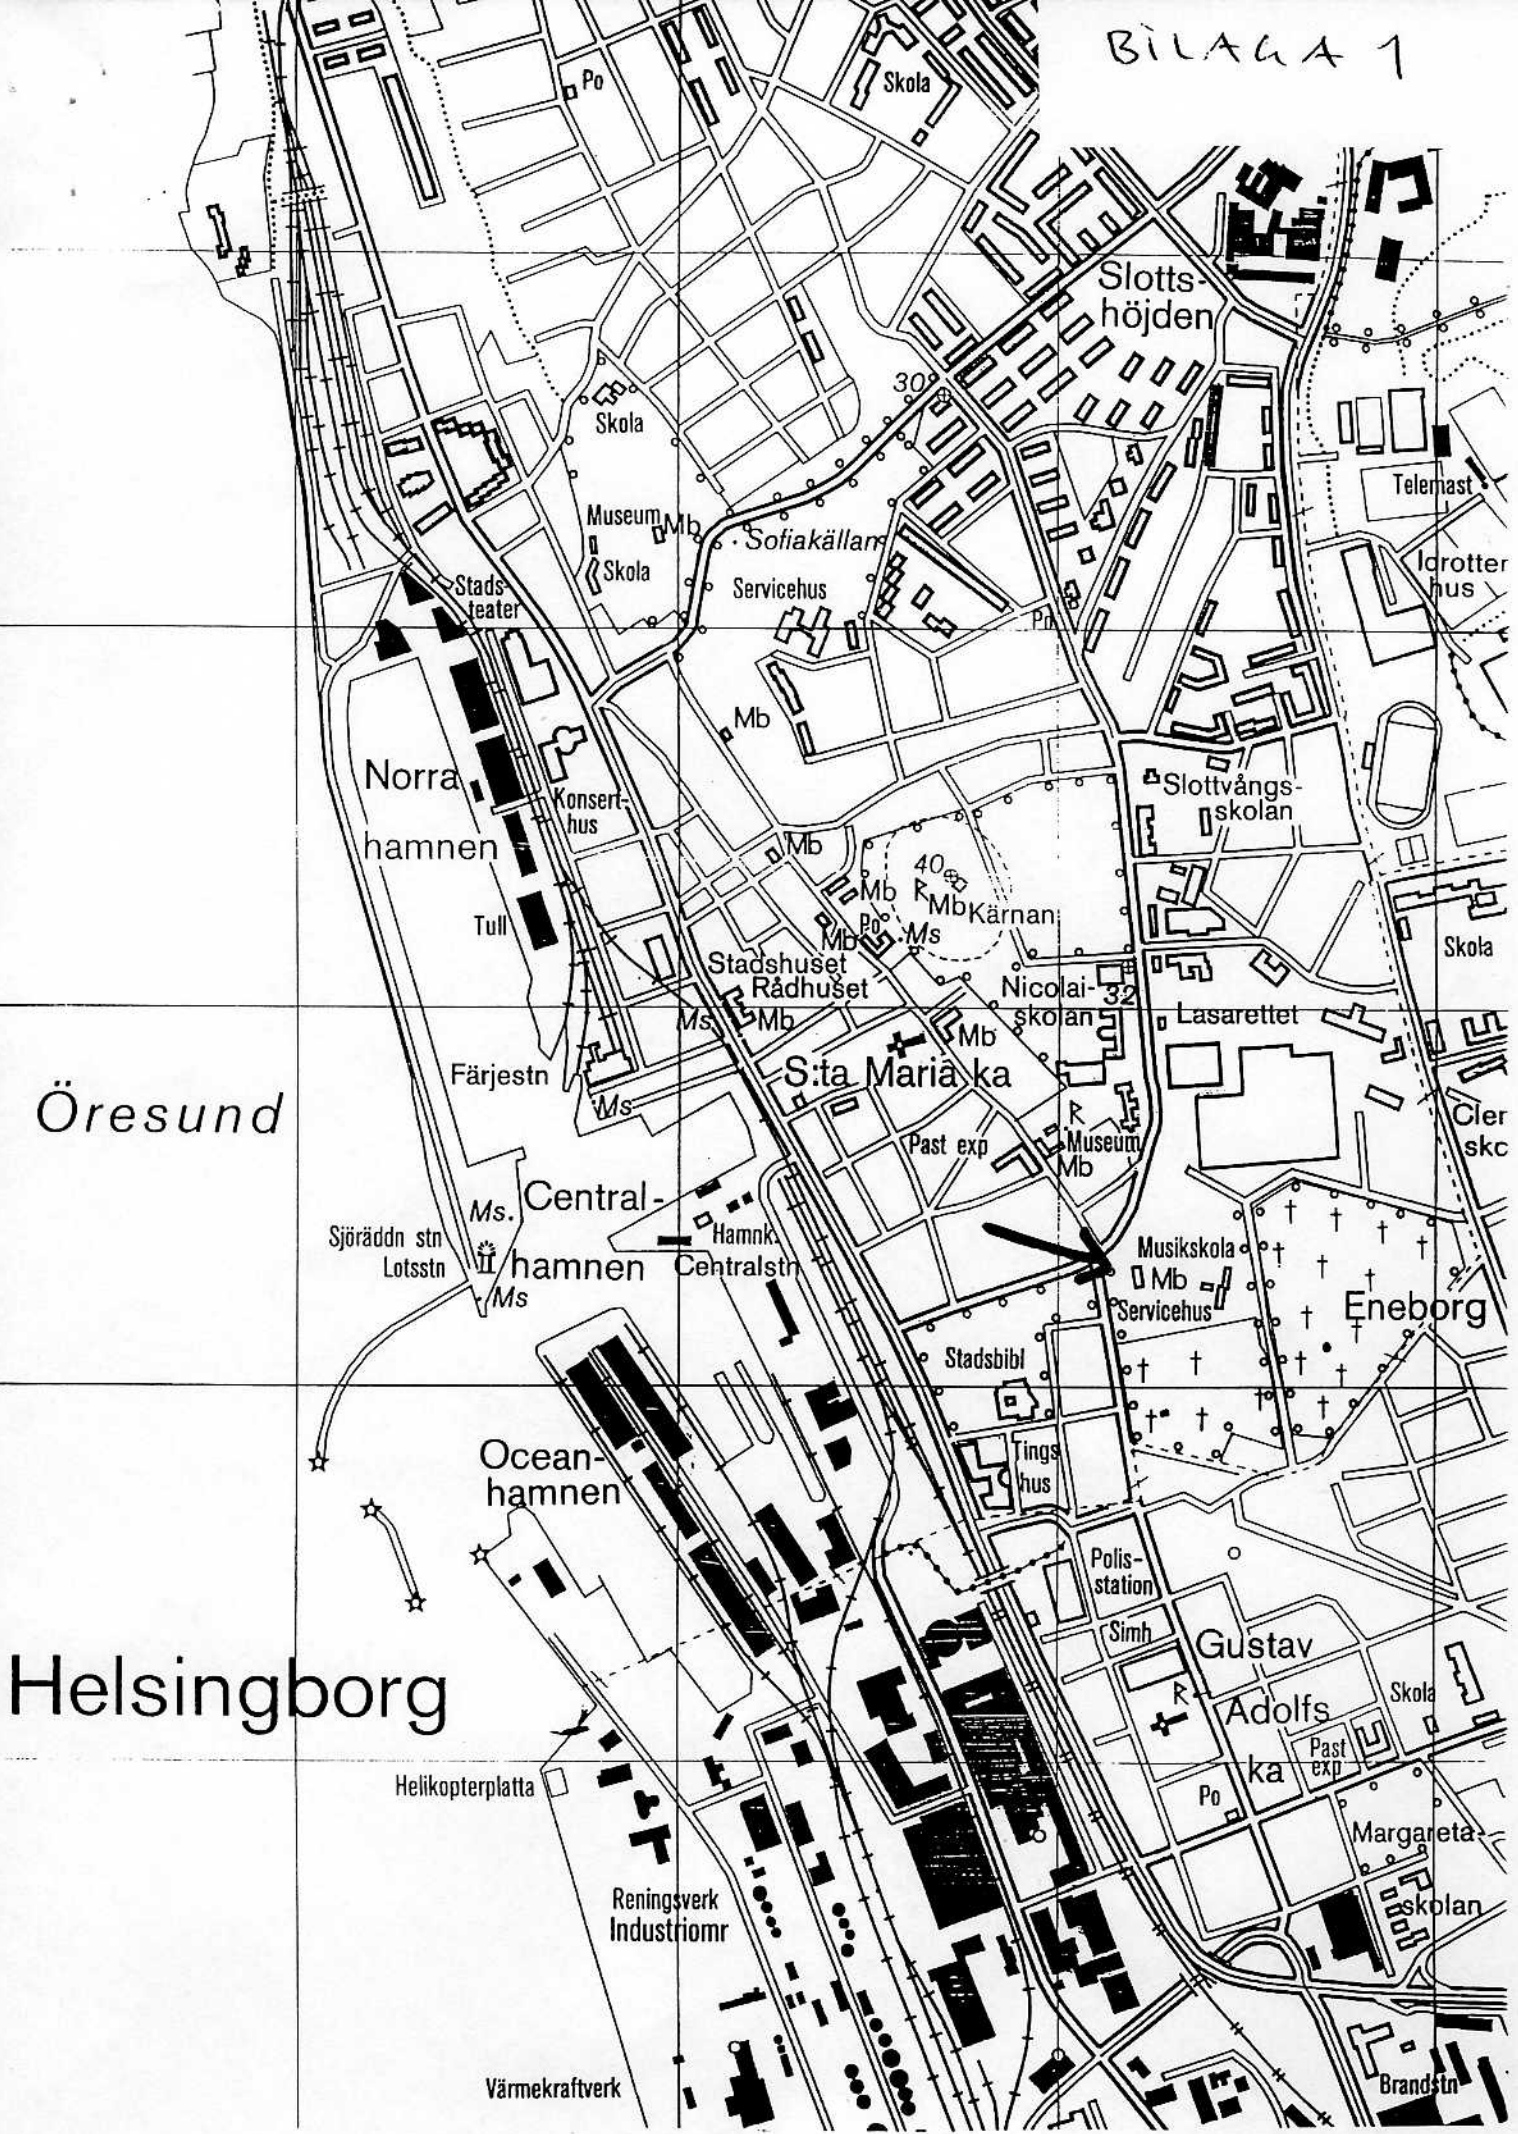 BILAGA 1
Po
Skola
Slotts-
höjden
30
Skola
Telemast
Museum
Mb
Sofiakällan
Skola
Servicehus
Idrotter
hus
Stads-
teater
Po
Mb
Norra
hamnen
Konsert-
hus
Slottvångs-
skolan
Mb
40
Mb
R
Mb
Kärnan
Tull
Po
Mb
Ms
Skola
Stadshuset
Rådhuset
Mb
Nicolai-
skolan
32
Lasarettet
Ms
Mb
Färjestn
S:ta Maria ka
Ms
Öresund
R
Past exp
Museum
Mb
Cler
skc
Central-
hamnen
Ms.
Sjöräddn stn
Lotsstn
Ms
Hamnk.
Centralstn
Musikskola
Mb
Servicehus
Eneborg
Stadsbibl
Ocean-
hamnen
Tings
hus
Polis-
station
Simh
Gustav
Adolfs
ka
R
Skola
Past
exp
Helsingborg
Helikopterplatta
Po
Margareta-
skolan
Reningsverk
Industriomr
Värmekraftverk
Brandstn